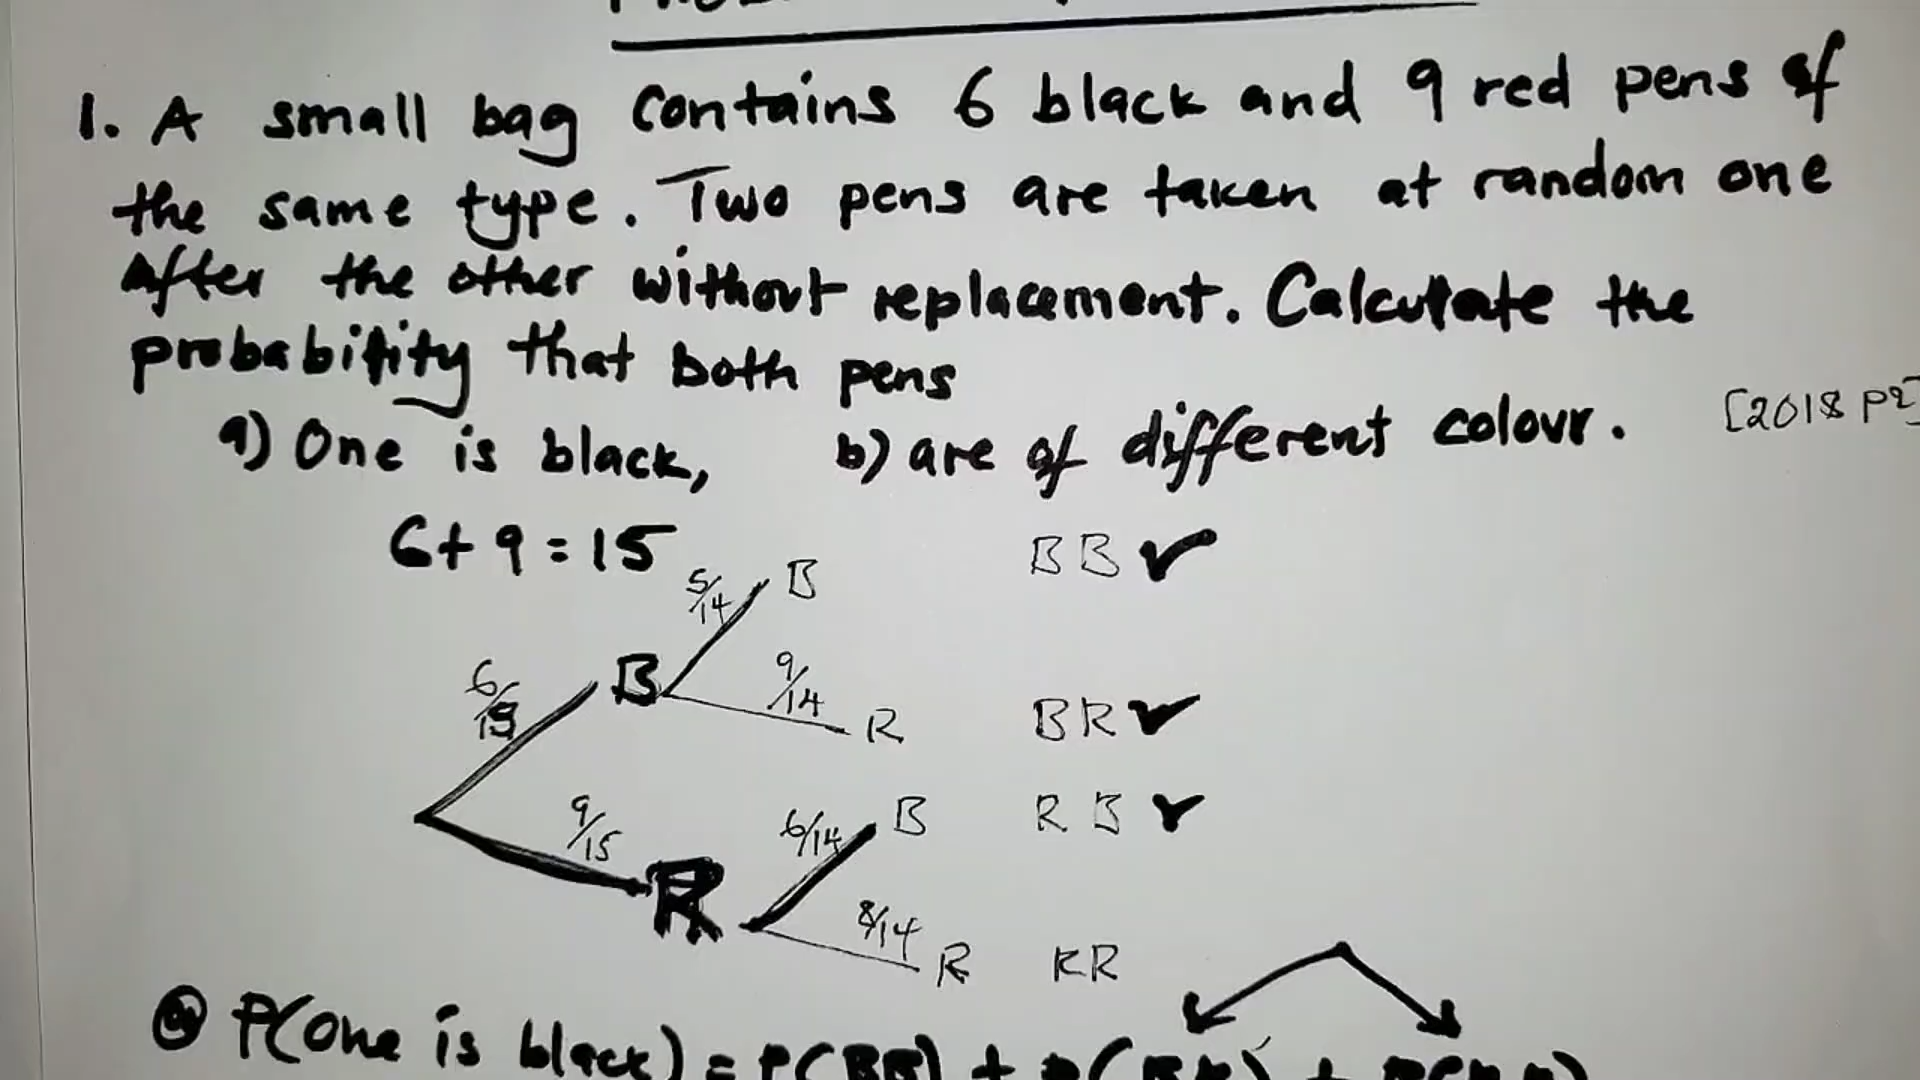 1. A small bag contains 6 black and 9 red pens of
the same type. Two pens are taken at random one
after the other without replacement. Calculate the
probability that both pens
a) One is black, b) are of different colour. [2018 P2]
6+9=15
5/14 B BB ✓
6/15 B 9/14 R BR ✓
9/15 R 6/14 B RB ✓
8/14 R RR
a) P(One is black) = P(BB) + P(BR) +